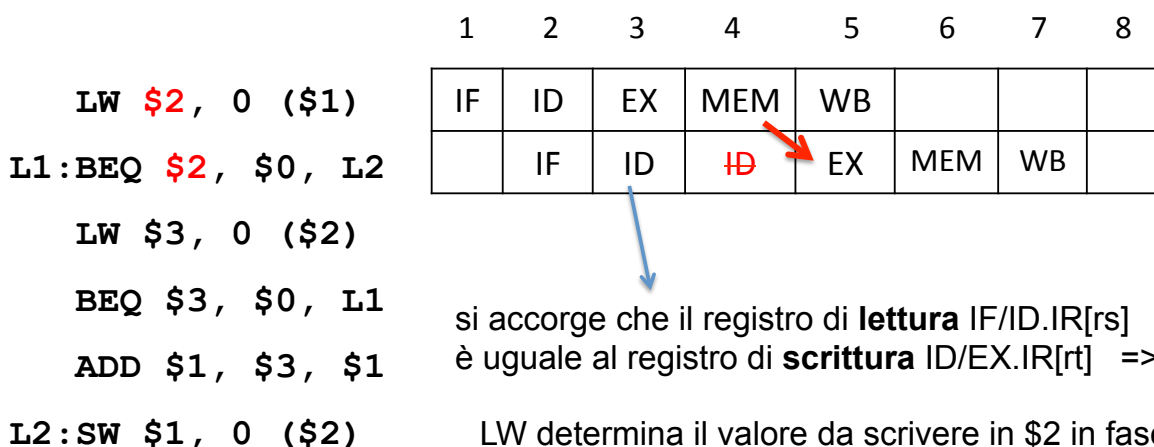 1 2 3 4 5 6 7 8
LW $2, 0 ($1) IF ID EX MEM WB
L1:BEQ $2, $0, L2 IF ID ID EX MEM WB
LW $3, 0 ($2)
BEQ $3, $0, L1
si accorge che il registro di lettura IF/ID.IR[rs]
è uguale al registro di scrittura ID/EX.IR[rt] =>
ADD $1, $3, $1
L2:SW $1, 0 ($2)
LW determina il valore da scrivere in $2 in fase